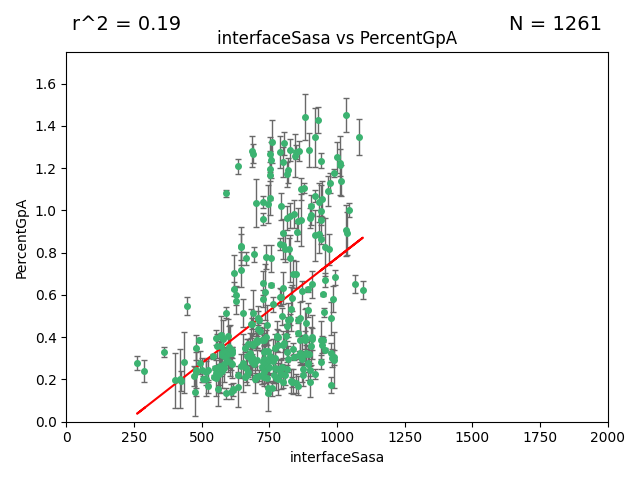 r^2 = 0.19
N = 1261
interfaceSasa vs PercentGpA
PercentGpA
1.6
1.4
1.2
1.0
0.8
0.6
0.4
0.2
0.0
0 250 500 750 1000 1250 1500 1750 2000
interfaceSasa